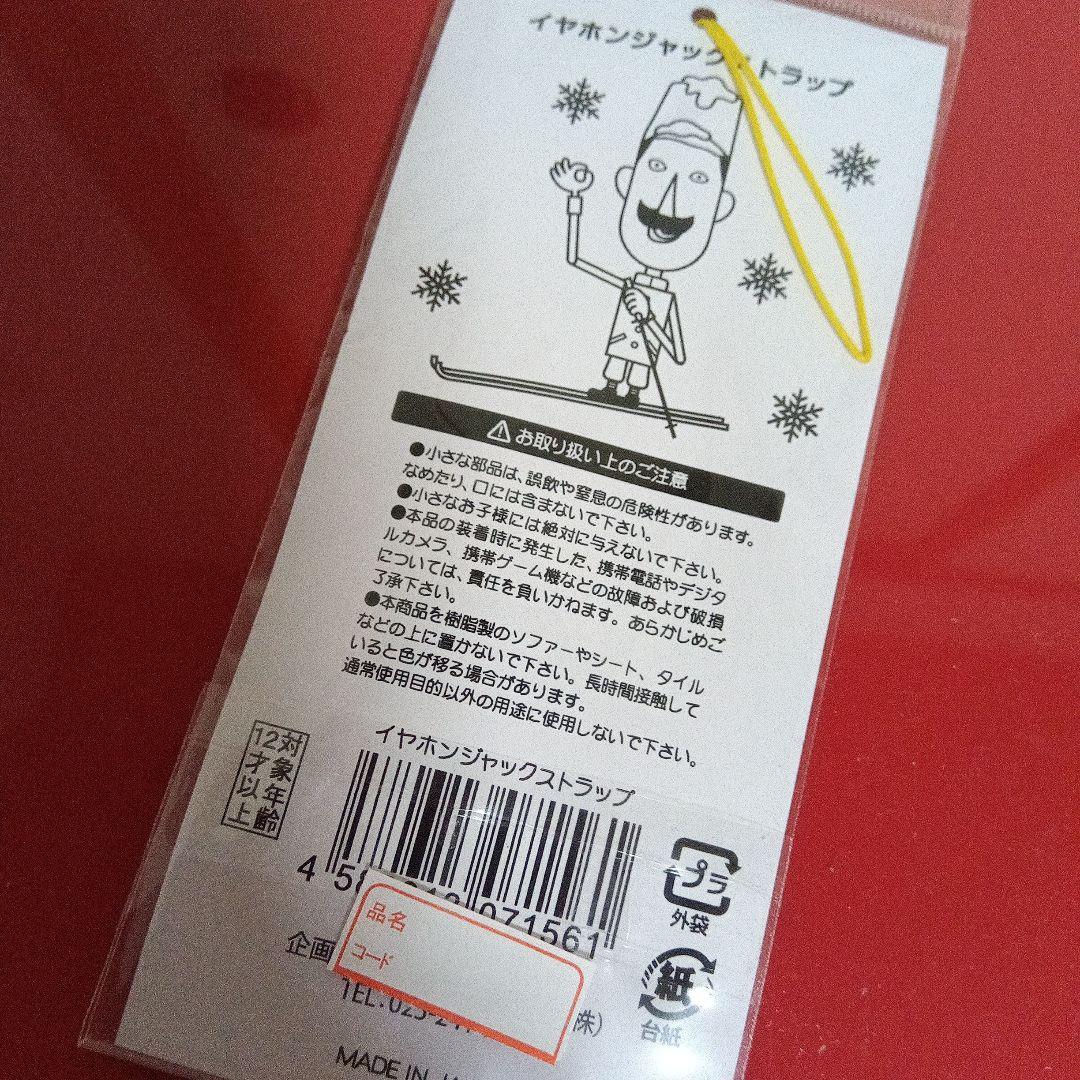 イヤホンジャックストラップ
お取り扱い上のご注意
●小さな部品は、誤飲や窒息の危険性があります。
なめたり、口には含まないで下さい。
●小さなお子様には絶対に与えないで下さい。
●本品の装着時に発生した、携帯電話やデジタ
ルカメラ、携帯ゲーム機などの故障および破損
については、責任を負いかねます。あらかじめご
了承下さい。
●本商品を樹脂製のソファーやシート、タイル
などの上に置かないで下さい。長時間接触して
いると色が移る場合があります。
通常使用目的以外の用途に使用しないで下さい。
対象年齢
12才以上
イヤホンジャックストラップ
4 58 071561
プラ
外袋
品名
コード
紙
台紙
企画
(株)
TEL:025-2
MADE IN